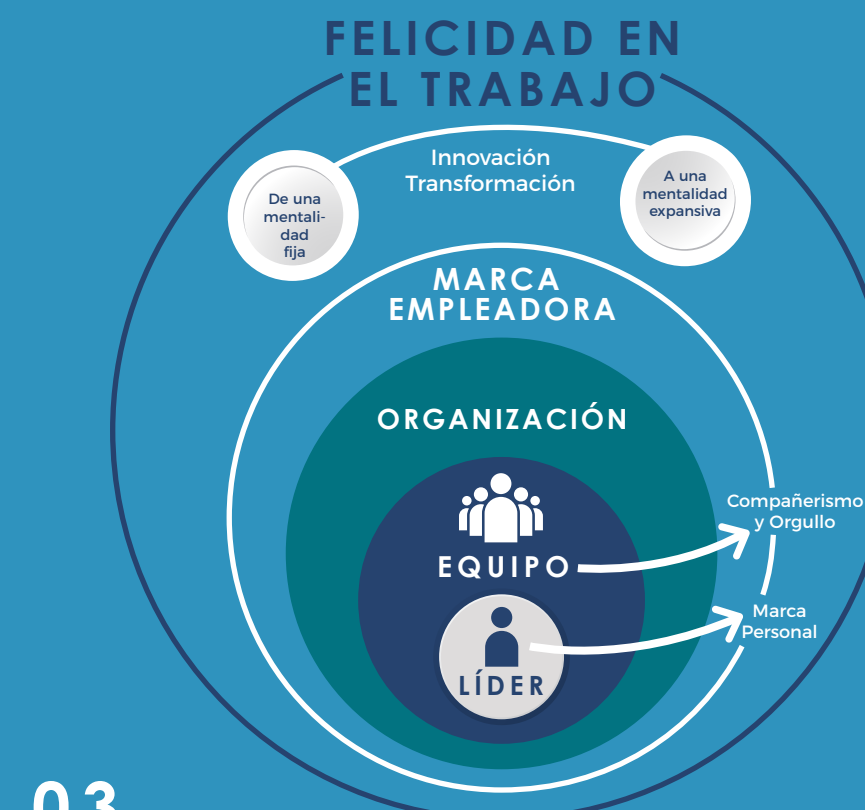 FELICIDAD EN
EL TRABAJO
Innovación
Transformación
De una
mentali-
dad
fija
A una
mentalidad
expansiva
MARCA
EMPLEADORA
ORGANIZACIÓN
EQUIPO
Compañerismo
y Orgullo
LÍDER
Marca
Personal
03